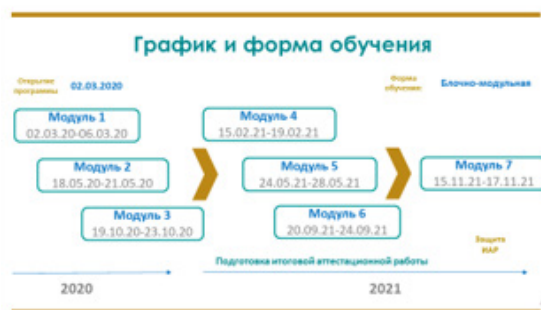 График и форма обучения
Открытие
программы
02.03.2020
Форма
обучения:
Блочно-модульная
Модуль 1
02.03.20-06.03.20
Модуль 4
15.02.21-19.02.21
Модуль 2
18.05.20-21.05.20
Модуль 5
24.05.21-28.05.21
Модуль 7
15.11.21-17.11.21
Модуль 3
19.10.20-23.10.20
Модуль 6
20.09.21-24.09.21
Защита
ИАР
Подготовка итоговой аттестационной работы
2020
2021